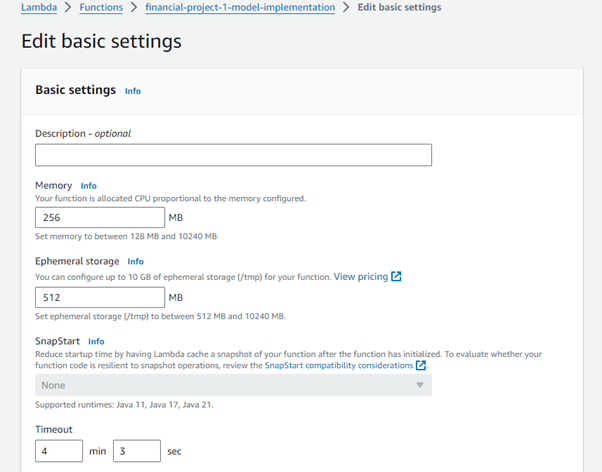 Lambda > Functions > financial-project-1-model-implementation > Edit basic settings
Edit basic settings
Basic settings Info
Description - optional
Memory Info
Your function is allocated CPU proportional to the memory configured.
256 MB
Set memory to between 128 MB and 10240 MB
Ephemeral storage Info
You can configure up to 10 GB of ephemeral storage (/tmp) for your function. View pricing
512 MB
Set ephemeral storage (/tmp) to between 512 MB and 10240 MB.
SnapStart Info
Reduce startup time by having Lambda cache a snapshot of your function after the function has initialized. To evaluate whether your
function code is resilient to snapshot operations, review the SnapStart compatibility considerations.
None
Supported runtimes: Java 11, Java 17, Java 21.
Timeout
4 min 3 sec